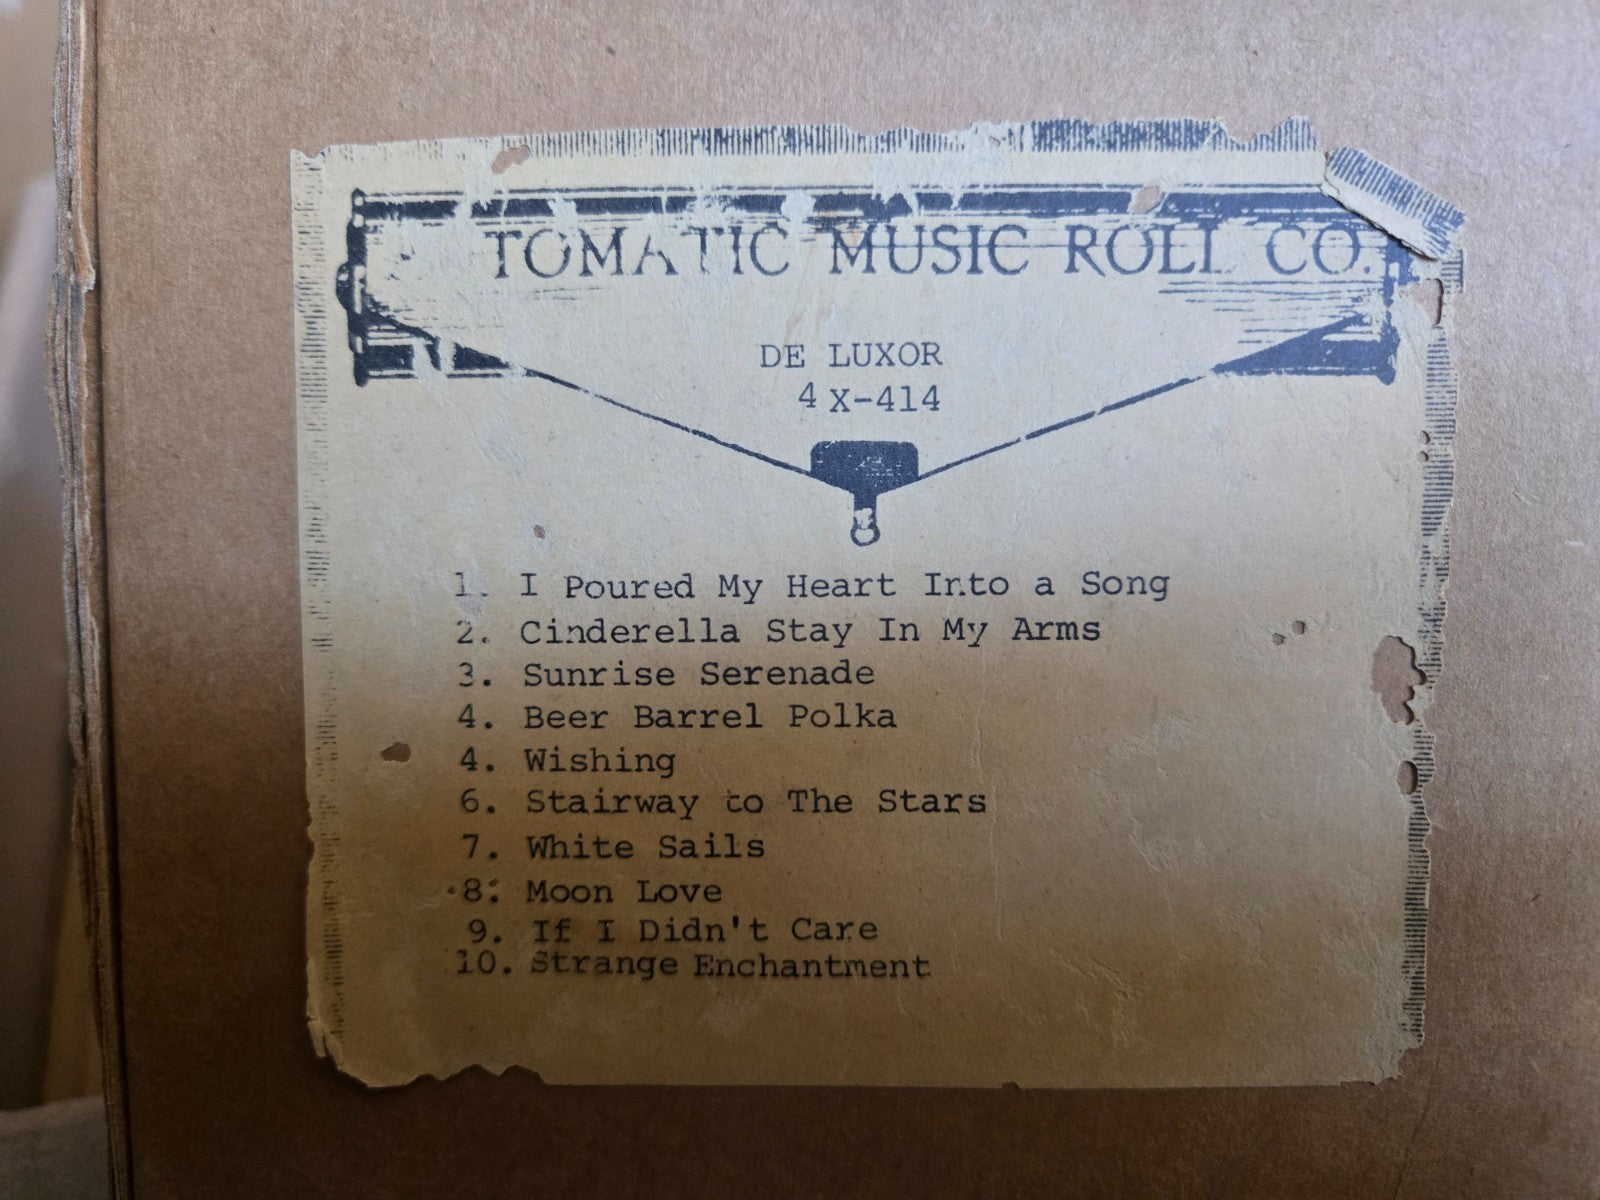 TOMATIC MUSIC ROLL CO.
DE LUXOR
4X-414
1. I Poured My Heart Into a Song
2. Cinderella Stay In My Arms
3. Sunrise Serenade
4. Beer Barrel Polka
4. Wishing
6. Stairway to The Stars
7. White Sails
8. Moon Love
9. If I Didn't Care
10. Strange Enchantment